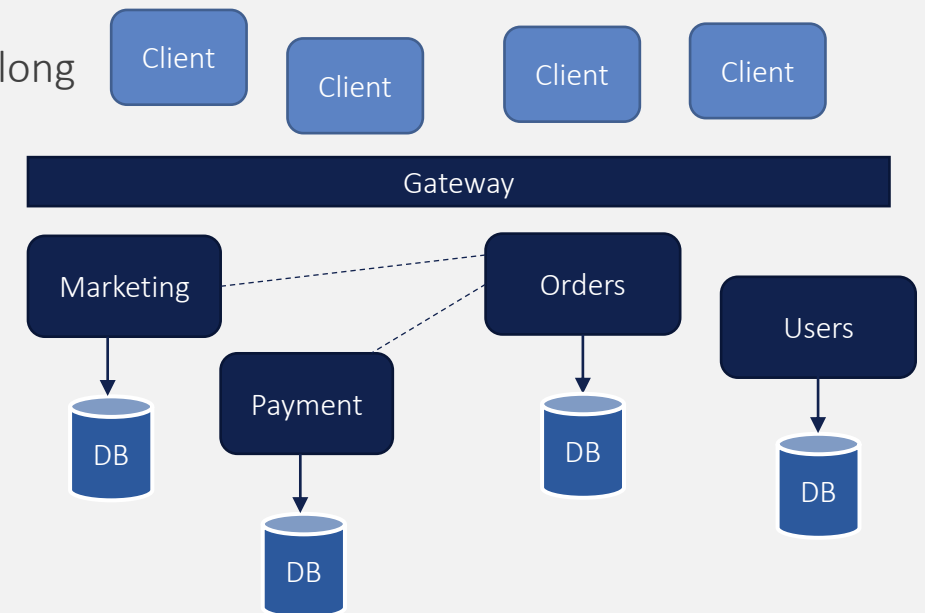 long
Client
Client
Client
Client
Gateway
Marketing
Orders
Users
Payment
DB
DB
DB
DB